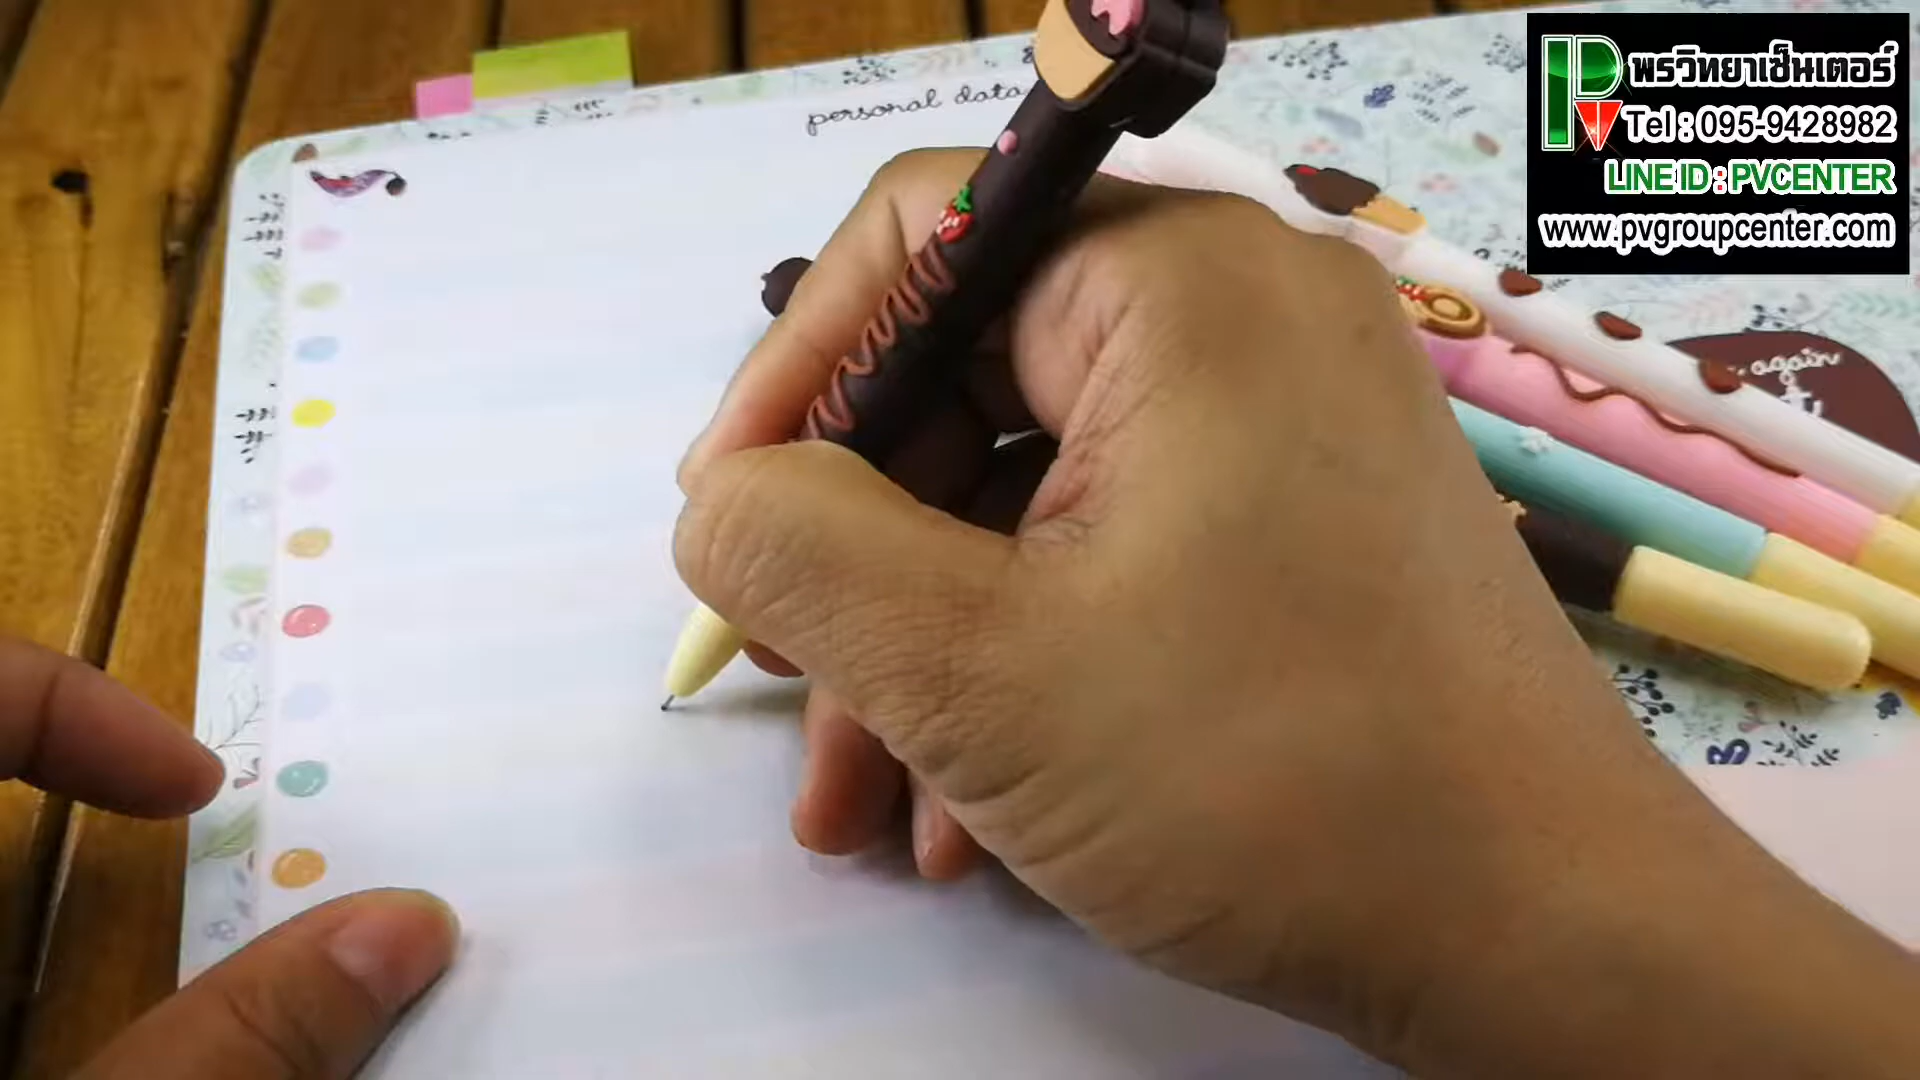 personal data
พรวิทยาเซ็นเตอร์
Tel : 095-9428982
LINE ID : PVCENTER
www.pvgroupcenter.com
again